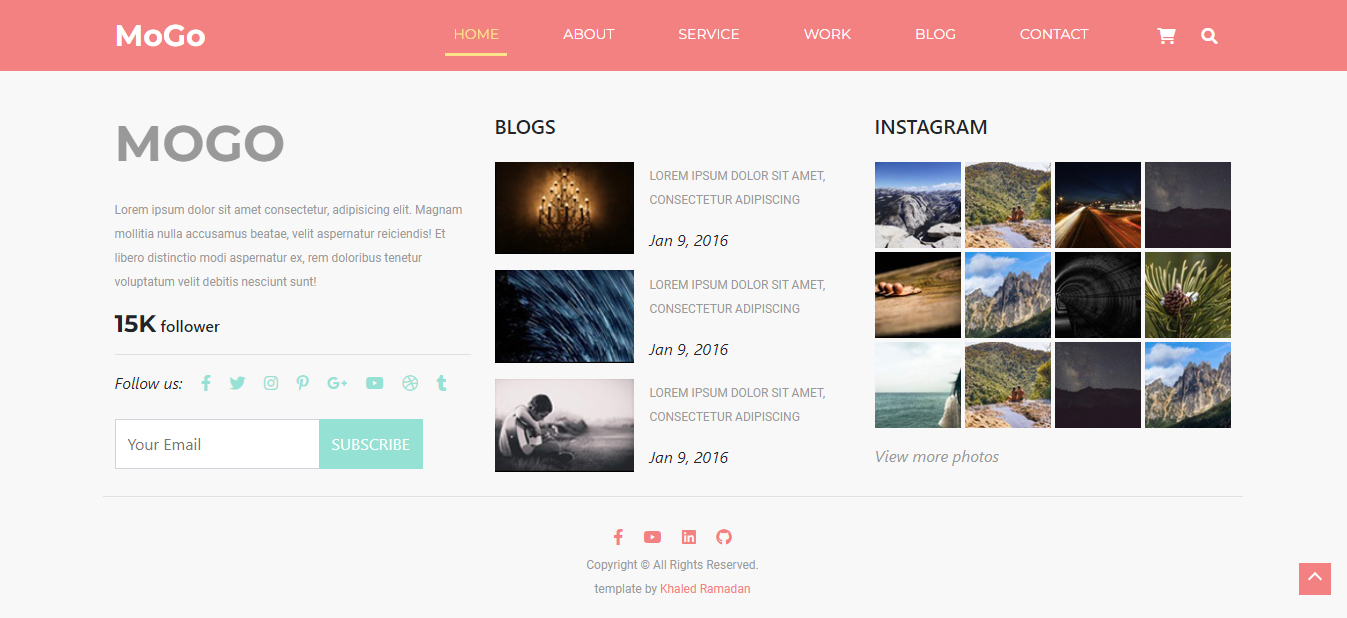 MoGo
HOME ABOUT SERVICE WORK BLOG CONTACT
MOGO
Lorem ipsum dolor sit amet consectetur, adipisicing elit. Magnam
mollitia nulla accusamus beatae, velit aspernatur reiciendis! Et
libero distinctio modi aspernatur ex, rem doloribus tenetur
voluptatum velit debitis nesciunt sunt!
15K follower
Follow us:
Your Email
SUBSCRIBE
BLOGS
LOREM IPSUM DOLOR SIT AMET,
CONSECTETUR ADIPISCING
Jan 9, 2016
LOREM IPSUM DOLOR SIT AMET,
CONSECTETUR ADIPISCING
Jan 9, 2016
LOREM IPSUM DOLOR SIT AMET,
CONSECTETUR ADIPISCING
Jan 9, 2016
INSTAGRAM
View more photos
Copyright © All Rights Reserved.
template by Khaled Ramadan